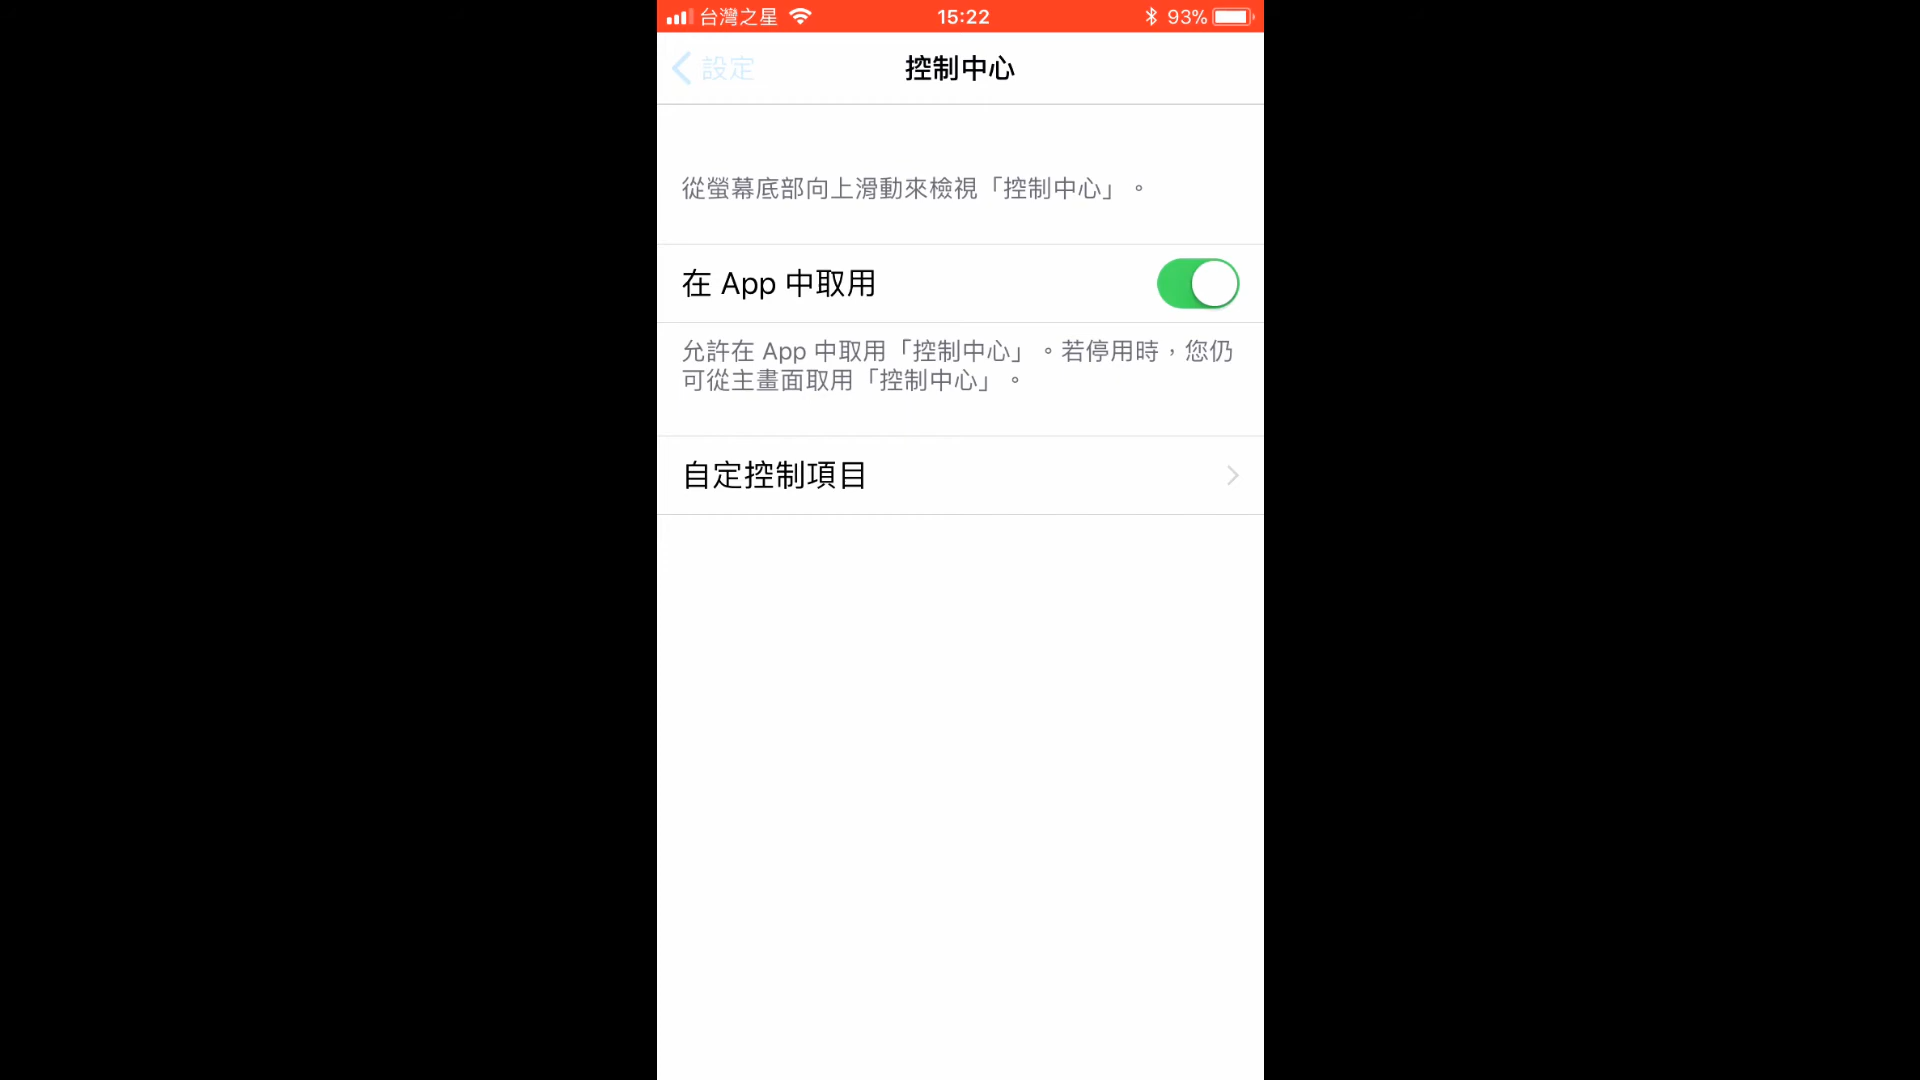 台灣之星 15:22 93%
設定 控制中心
從螢幕底部向上滑動來檢視「控制中心」。
在 App 中取用
允許在 App 中取用「控制中心」。若停用時，您仍
可從主畫面取用「控制中心」。
自定控制項目